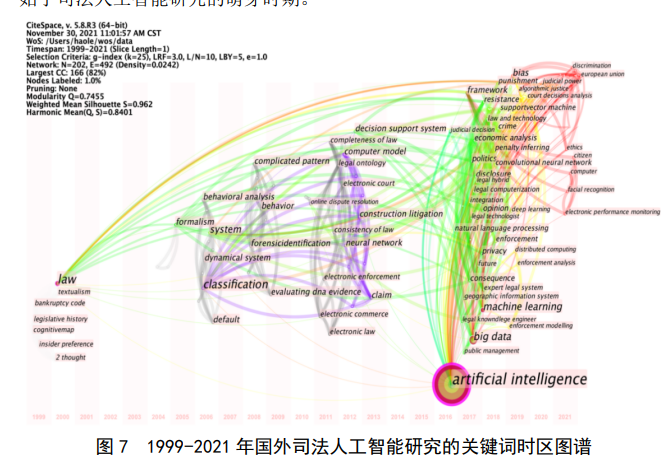 始于司法人工智能研究的萌芽时期。
CiteSpace, v. 5.8.R3 (64-bit)
November 30, 2021 11:01:57 AM CST
WoS: /Users/haole/wos/data
Timespan: 1999-2021 (Slice Length=1)
Selection Criteria: g-index (k=25), LRF=3.0, L/N=10, LBY=5, e=1.0
Network: N=202, E=492 (Density=0.0242)
Largest CC: 166 (82%)
Nodes Labeled: 1.0%
Pruning: None
Modularity Q=0.7455
Weighted Mean Silhouette S=0.962
Harmonic Mean(Q, S)=0.8401
discrimination
bias
european union
punishment judicial power
framework
algorithmic justice
court decisions analysis
resistance
supportvector machine
law and technology
decision support system
judicial decision
crime
completeness of law
economic analysis
computer model
penalty inferring
ethics
complicated pattern
legal ontology
politics
citizen
convolutional neural network
disclosure
computer
legal hybrid
electronic court
legal computerization
facial recognition
behavioral analysis
integration
online dispute resolution
behavior
opinion
deep learning
construction litigation
legal technologist
electronic performance monitoring
formalism
system
consistency of law
natural language processing
forensicidentification
neural network
enforcement
privacy
distributed computing
dynamical system
future
enforcement analysis
law
electronic enforcement
consequence
classification
textualism
evaluating dna evidence
claim
expert legal system
geographic information system
bankruptcy code
machine learning
legislative history
default
electronic commerce
legal knowndlege engineer
cognitivemap
electronic law
enforcement modelling
big data
insider preference
public management
2 thought
artificial intelligence
1999 2000 2001 2002 2003 2004 2005 2006 2007 2008 2009 2010 2011 2012 2013 2014 2015 2016 2017 2018 2019 2020 2021
图 7 1999-2021 年国外司法人工智能研究的关键词时区图谱